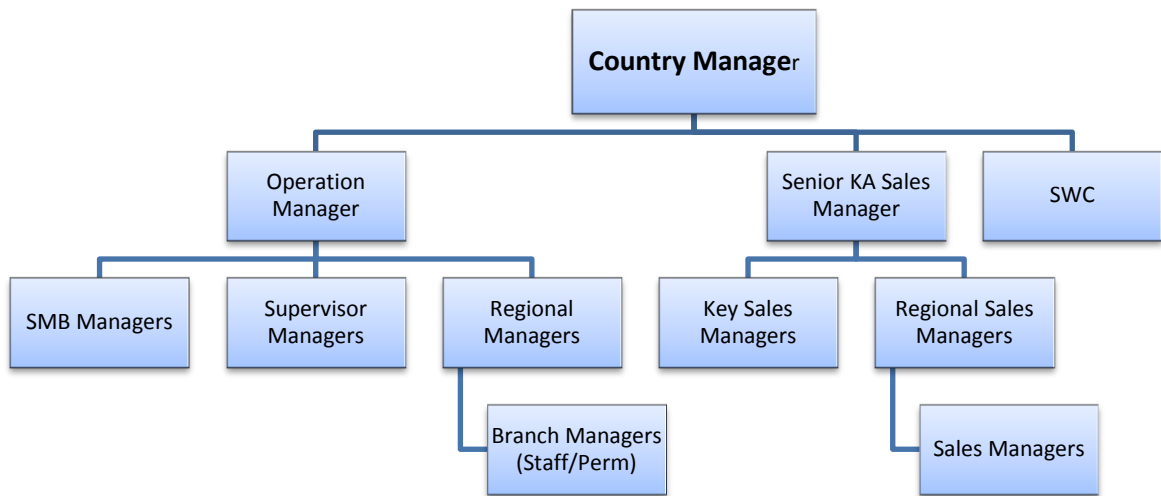 Country Manager
Operation
Manager
Senior KA Sales
Manager
SWC
SMB Managers
Supervisor
Managers
Regional
Managers
Key Sales
Managers
Regional Sales
Managers
Branch Managers
(Staff/Perm)
Sales Managers